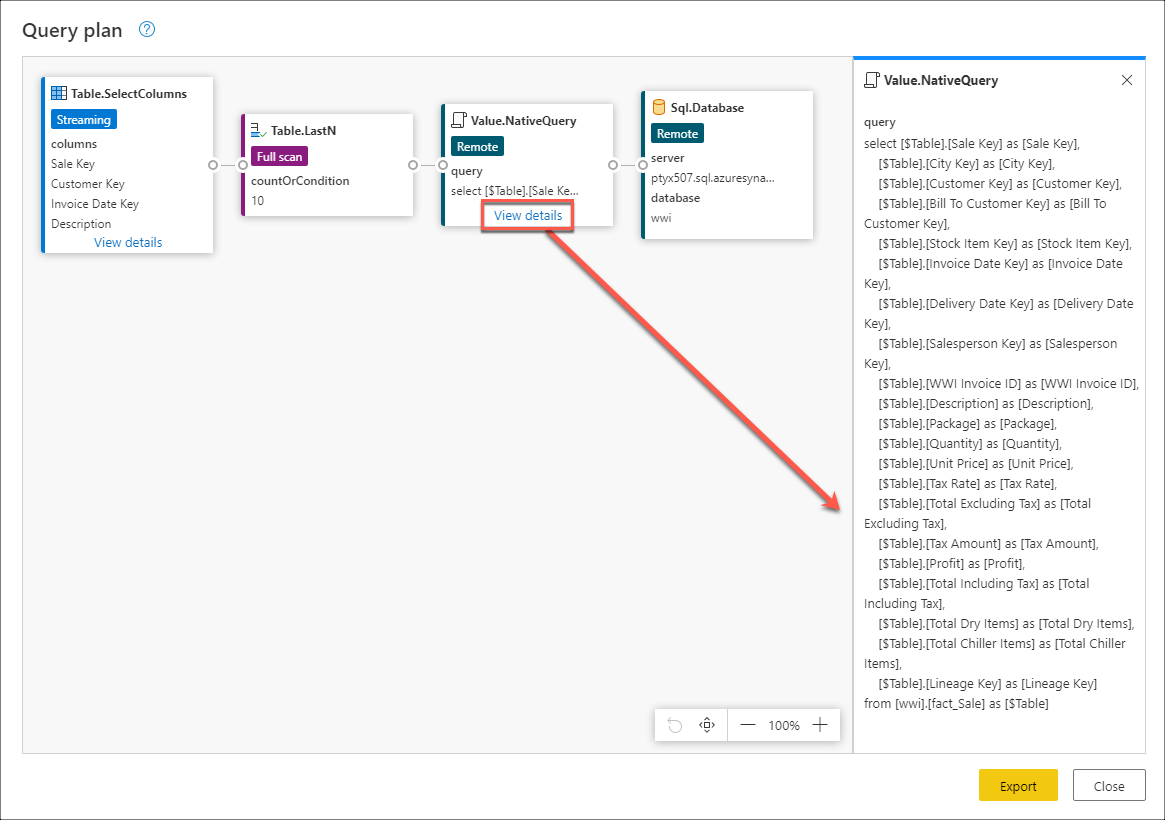 Query plan
Table.SelectColumns
Streaming
columns
Sale Key
Customer Key
Invoice Date Key
Description
View details
Table.LastN
Full scan
countOrCondition
10
Value.NativeQuery
Remote
query
select [$Table].[Sale Ke...
View details
Sql.Database
Remote
server
ptyx507.sql.azuresyna...
database
wwi
100%
Value.NativeQuery
query
select [$Table].[Sale Key] as [Sale Key],
[$Table].[City Key] as [City Key],
[$Table].[Customer Key] as [Customer Key],
[$Table].[Bill To Customer Key] as [Bill To
Customer Key],
[$Table].[Stock Item Key] as [Stock Item Key],
[$Table].[Invoice Date Key] as [Invoice Date
Key],
[$Table].[Delivery Date Key] as [Delivery Date
Key],
[$Table].[Salesperson Key] as [Salesperson
Key],
[$Table].[WWI Invoice ID] as [WWI Invoice ID],
[$Table].[Description] as [Description],
[$Table].[Package] as [Package],
[$Table].[Quantity] as [Quantity],
[$Table].[Unit Price] as [Unit Price],
[$Table].[Tax Rate] as [Tax Rate],
[$Table].[Total Excluding Tax] as [Total
Excluding Tax],
[$Table].[Tax Amount] as [Tax Amount],
[$Table].[Profit] as [Profit],
[$Table].[Total Including Tax] as [Total
Including Tax],
[$Table].[Total Dry Items] as [Total Dry Items],
[$Table].[Total Chiller Items] as [Total Chiller
Items],
[$Table].[Lineage Key] as [Lineage Key]
from [wwi].[fact_Sale] as [$Table]
Export
Close